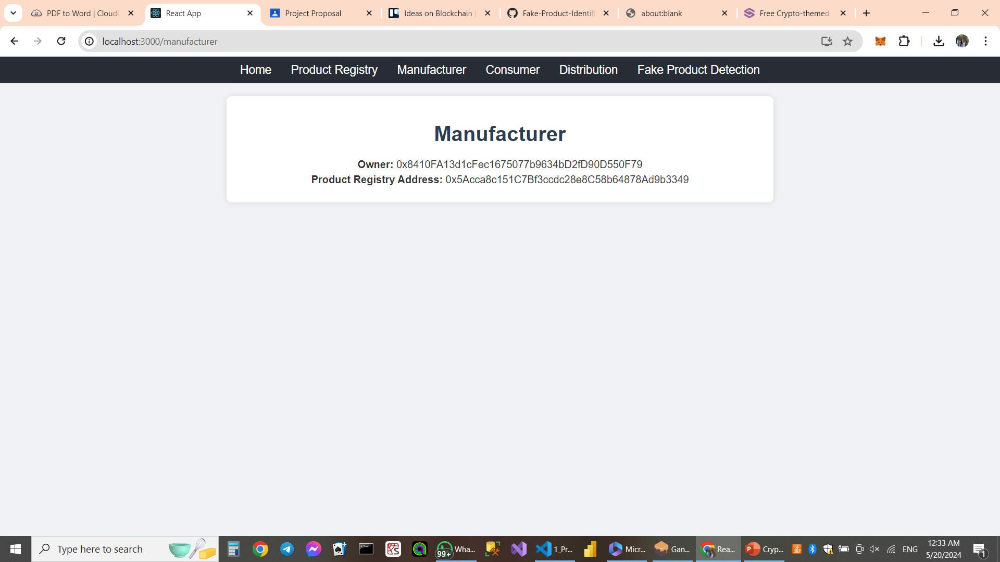 PDF to Word | Cloud
React App
Project Proposal
Ideas on Blockchain |
Fake-Product-Identifi
about:blank
Free Crypto-themed
localhost:3000/manufacturer
Home Product Registry Manufacturer Consumer Distribution Fake Product Detection
Manufacturer
Owner: 0x8410FA13d1cFec1675077b9634bD2fD90D550F79
Product Registry Address: 0x5Acca8c151C7Bf3ccdc28e8C58b64878Ad9b3349
Type here to search
99+
Wha...
1_Pr...
Micr...
Gan...
Rea...
Cryp...
ENG
12:33 AM
5/20/2024
1